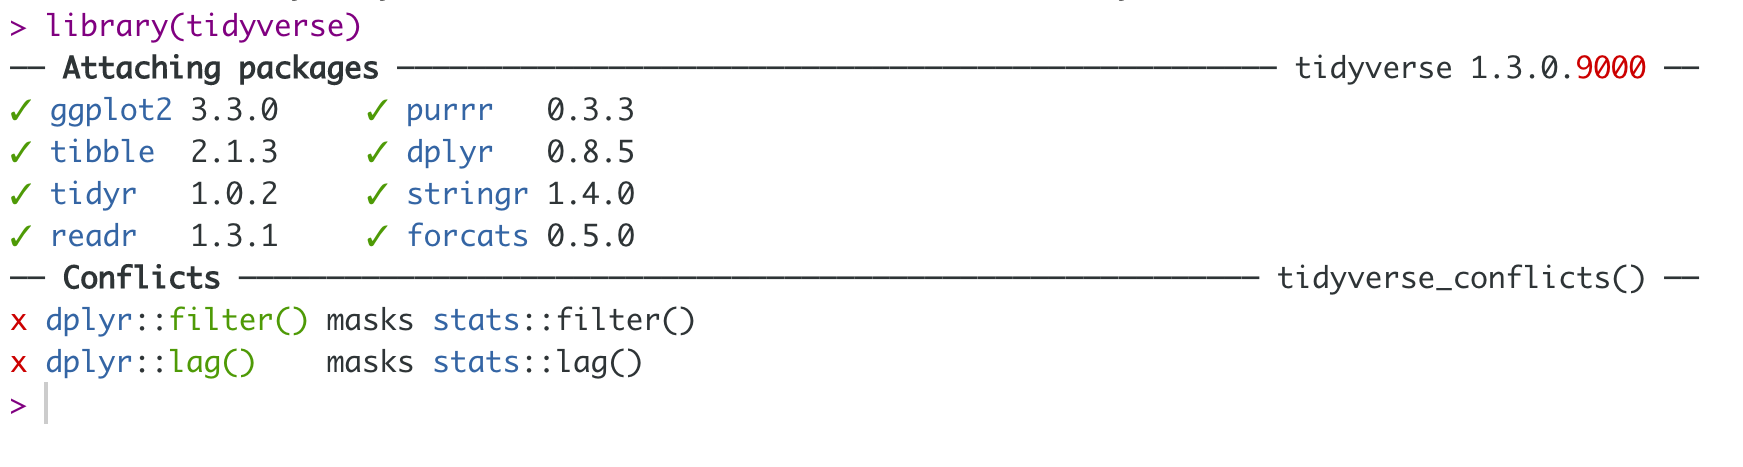 > library(tidyverse)
── Attaching packages ────────────────────────────────────────────────── tidyverse 1.3.0.9000 ──
✓ ggplot2 3.3.0     ✓ purrr   0.3.3
✓ tibble  2.1.3     ✓ dplyr   0.8.5
✓ tidyr   1.0.2     ✓ stringr 1.4.0
✓ readr   1.3.1     ✓ forcats 0.5.0
── Conflicts ────────────────────────────────────────────────────────── tidyverse_conflicts() ──
x dplyr::filter() masks stats::filter()
x dplyr::lag()    masks stats::lag()
>